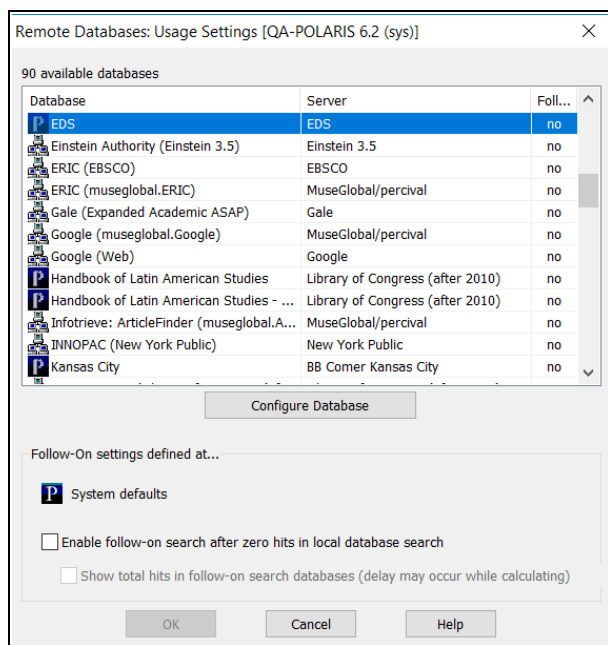 Remote Databases: Usage Settings [QA-POLARIS 6.2 (sys)]
90 available databases
Database Server Foll...
EDS EDS no
Einstein Authority (Einstein 3.5) Einstein 3.5 no
ERIC (EBSCO) EBSCO no
ERIC (museglobal.ERIC) MuseGlobal/percival no
Gale (Expanded Academic ASAP) Gale no
Google (museglobal.Google) MuseGlobal/percival no
Google (Web) Google no
Handbook of Latin American Studies Library of Congress (after 2010) no
Handbook of Latin American Studies - ... Library of Congress (after 2010) no
Infotrieve: ArticleFinder (museglobal.A... MuseGlobal/percival no
INNOPAC (New York Public) New York Public no
Kansas City BB Comer Kansas City no
Configure Database
Follow-On settings defined at...
P System defaults
Enable follow-on search after zero hits in local database search
Show total hits in follow-on search databases (delay may occur while calculating)
OK Cancel Help